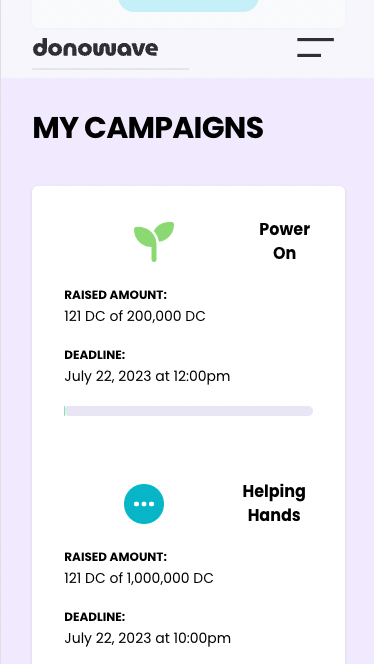 donowave
MY CAMPAIGNS
Power
On
RAISED AMOUNT:
121 DC of 200,000 DC
DEADLINE:
July 22, 2023 at 12:00pm
Helping
Hands
RAISED AMOUNT:
121 DC of 1,000,000 DC
DEADLINE:
July 22, 2023 at 10:00pm